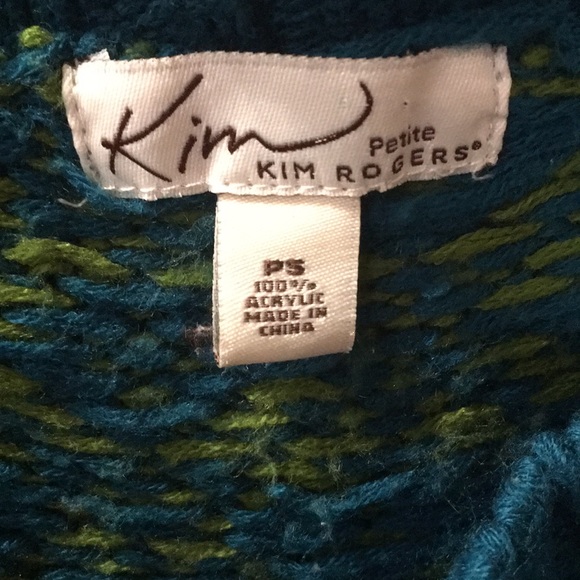 Kim
Petite
KIM ROGERS®
PS
100%
ACRYLIC
MADE IN
CHINA